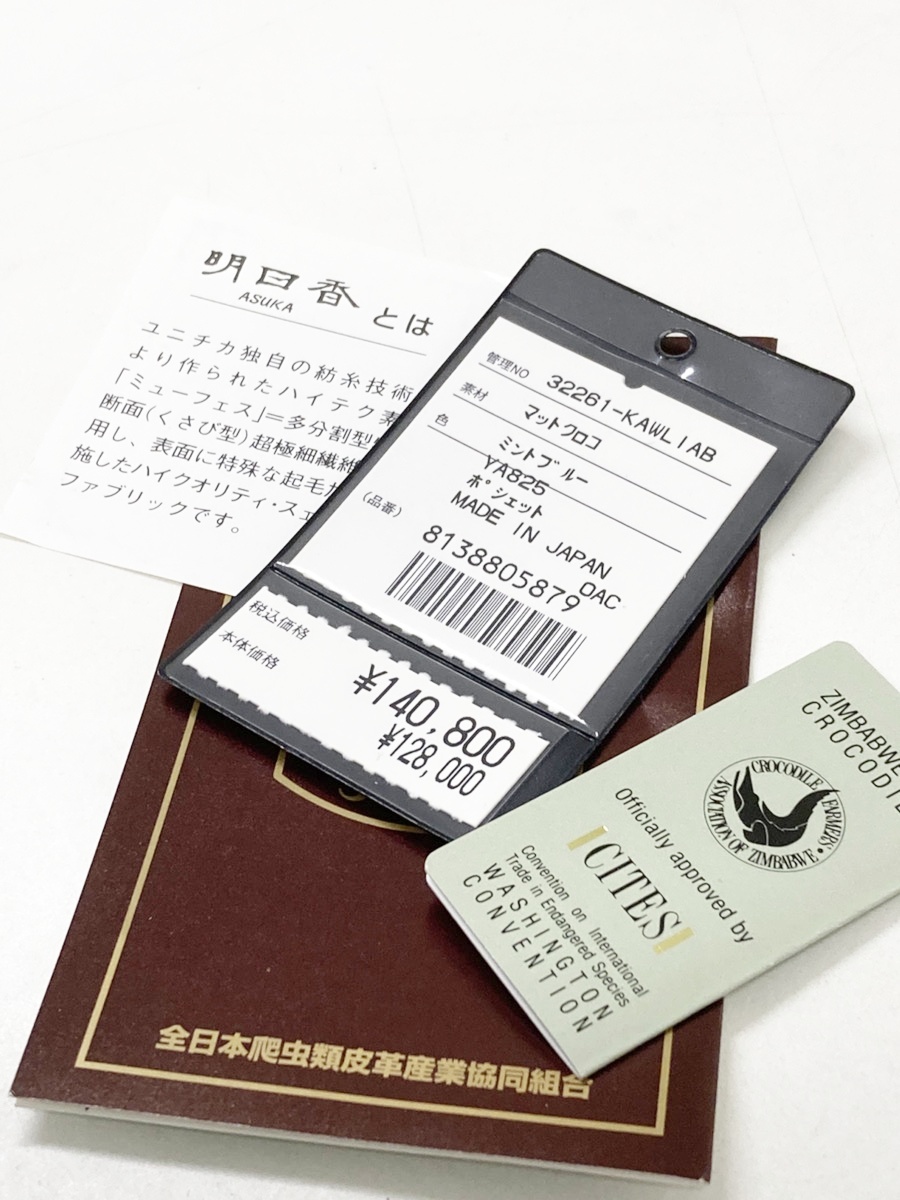 明日香
ASUKA
とは
ユニチカ独自の紡糸技術
より作られたハイテク素
「ミューフェス」=多分割型
断面(くさび型)超極細繊維
用し、表面に特殊な起毛
施したハイクオリティ・スエ
ファブリックです。
管理NO 32261-KAWLIAB
素材 マットクロコ
色 ミントブルー
YA825
(品番) ポシェット
MADE IN JAPAN
DAC
8138805879
税込価格 ¥140,800
本体価格 ¥128,000
ZIMBABWE
CROCODILE
CROCODILE FARMERS' ASSOCIATION OF ZIMBABWE
Officially approved by
CITES
Convention on International
Trade in Endangered Species
WASHINGTON
CONVENTION
全日本爬虫類皮革産業協同組合